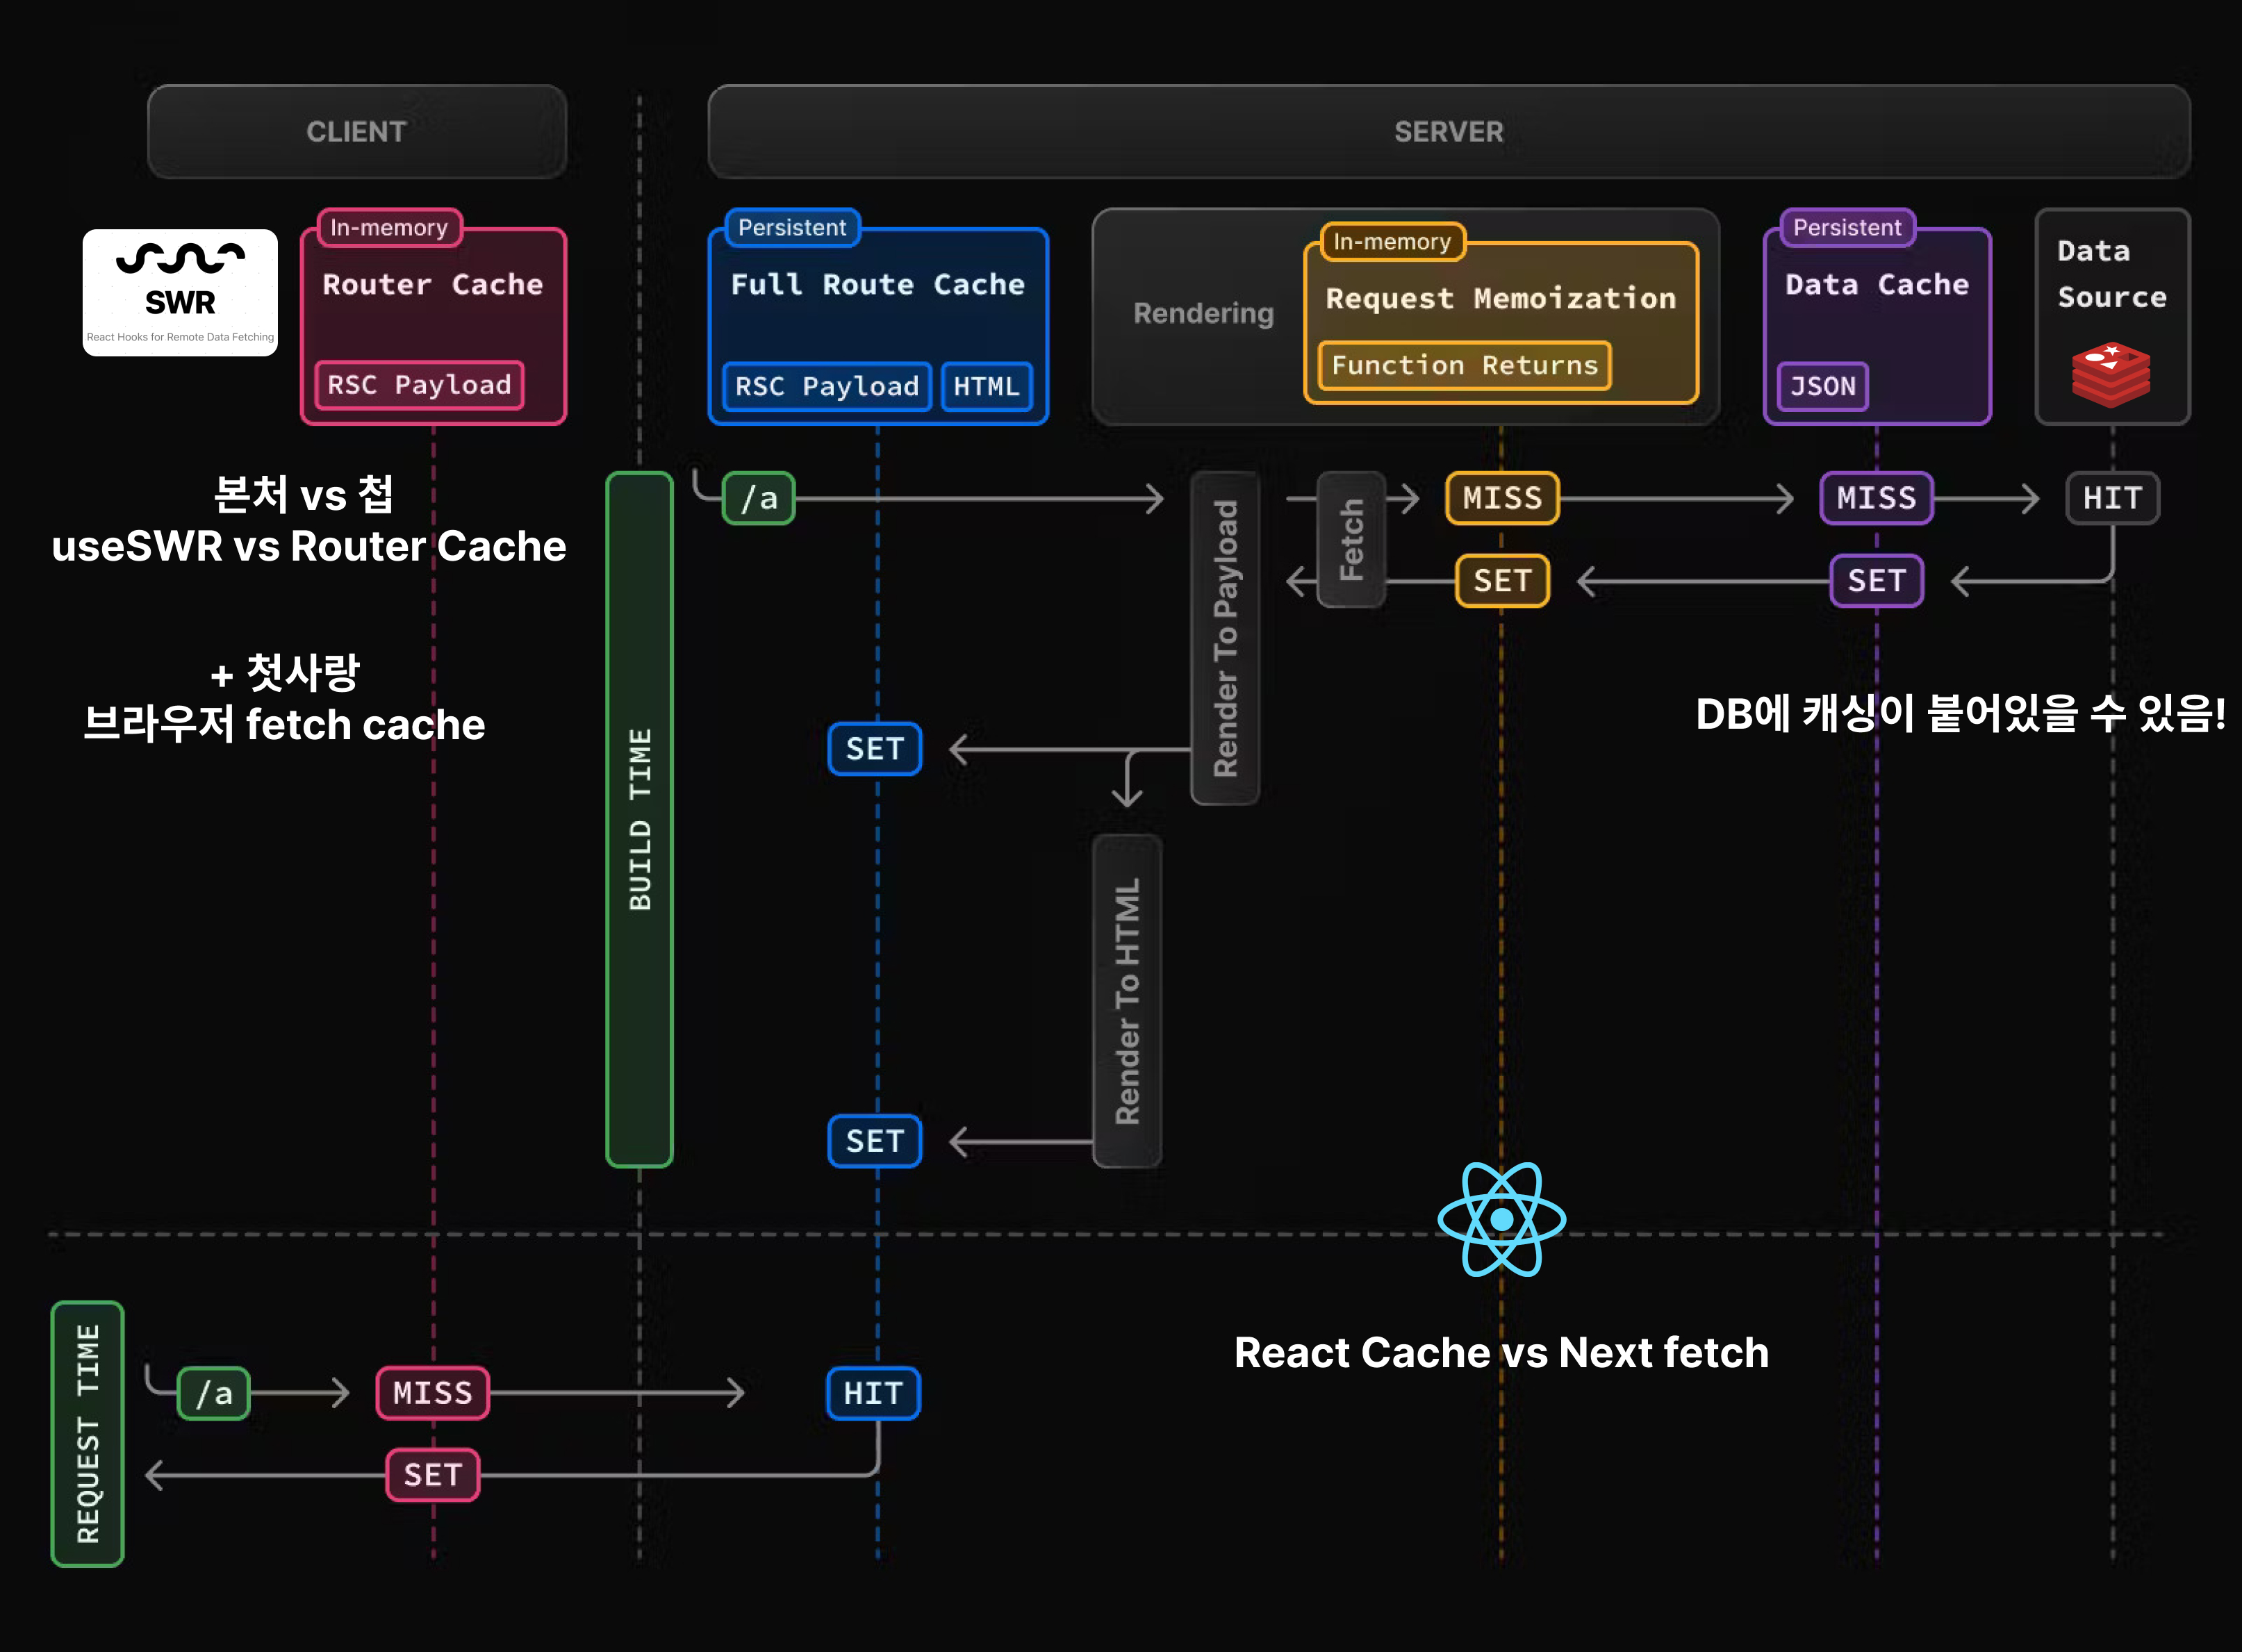 CLIENT
SERVER
SWR
React Hooks for Remote Data Fetching
In-memory
Router Cache
RSC Payload
Persistent
Full Route Cache
RSC Payload
HTML
Rendering
In-memory
Request Memoization
Function Returns
Persistent
Data Cache
JSON
Data
Source
본처 vs 첩
useSWR vs Router Cache
+ 첫사랑
브라우저 fetch cache
BUILD TIME
/a
Render To Payload
Fetch
MISS
MISS
HIT
SET
SET
DB에 캐싱이 붙어있을 수 있음!
SET
Render To HTML
SET
React Cache vs Next fetch
REQUEST TIME
/a
MISS
HIT
SET